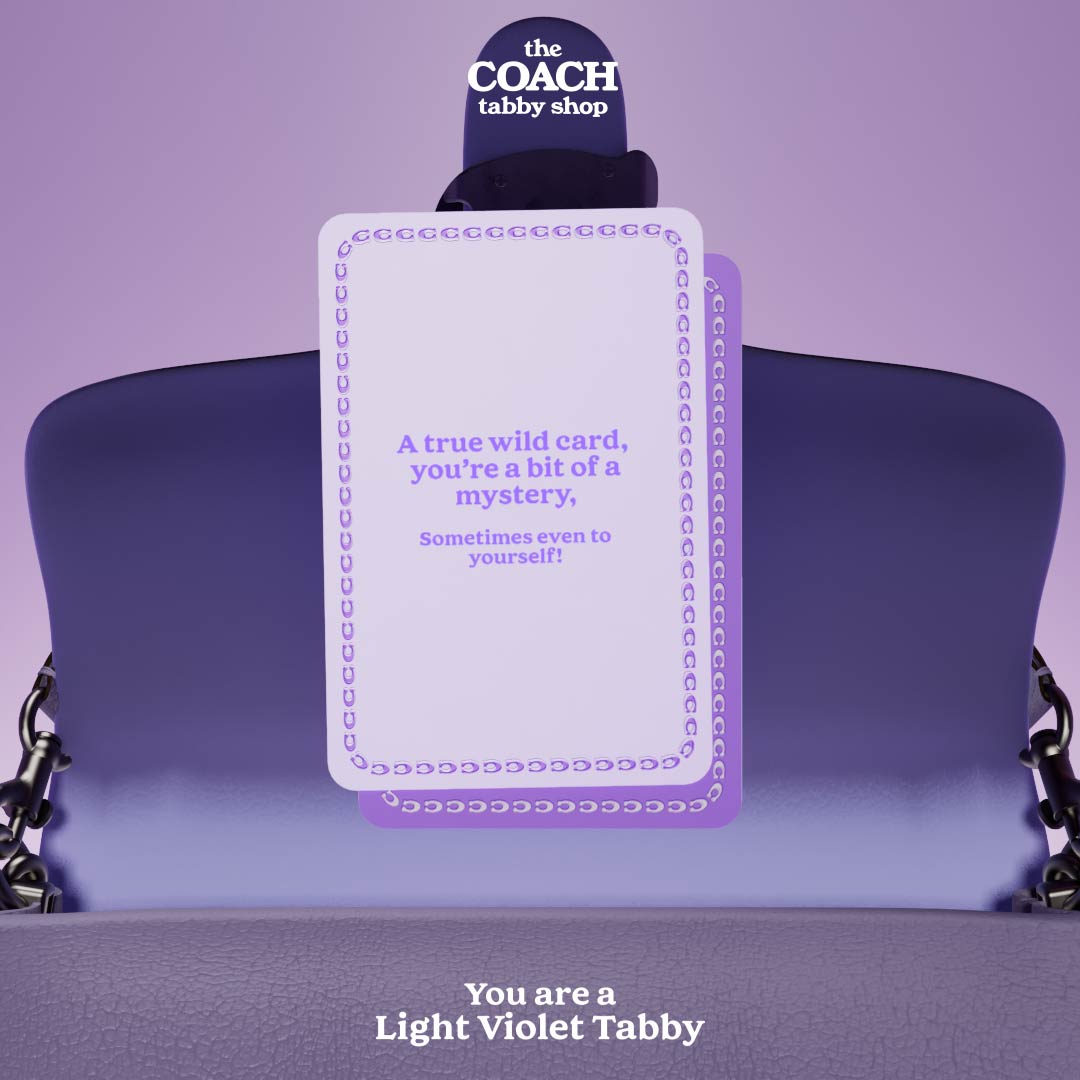 the
COACH
tabby shop
A true wild card,
you're a bit of a
mystery,
Sometimes even to
yourself!
You are a
Light Violet Tabby